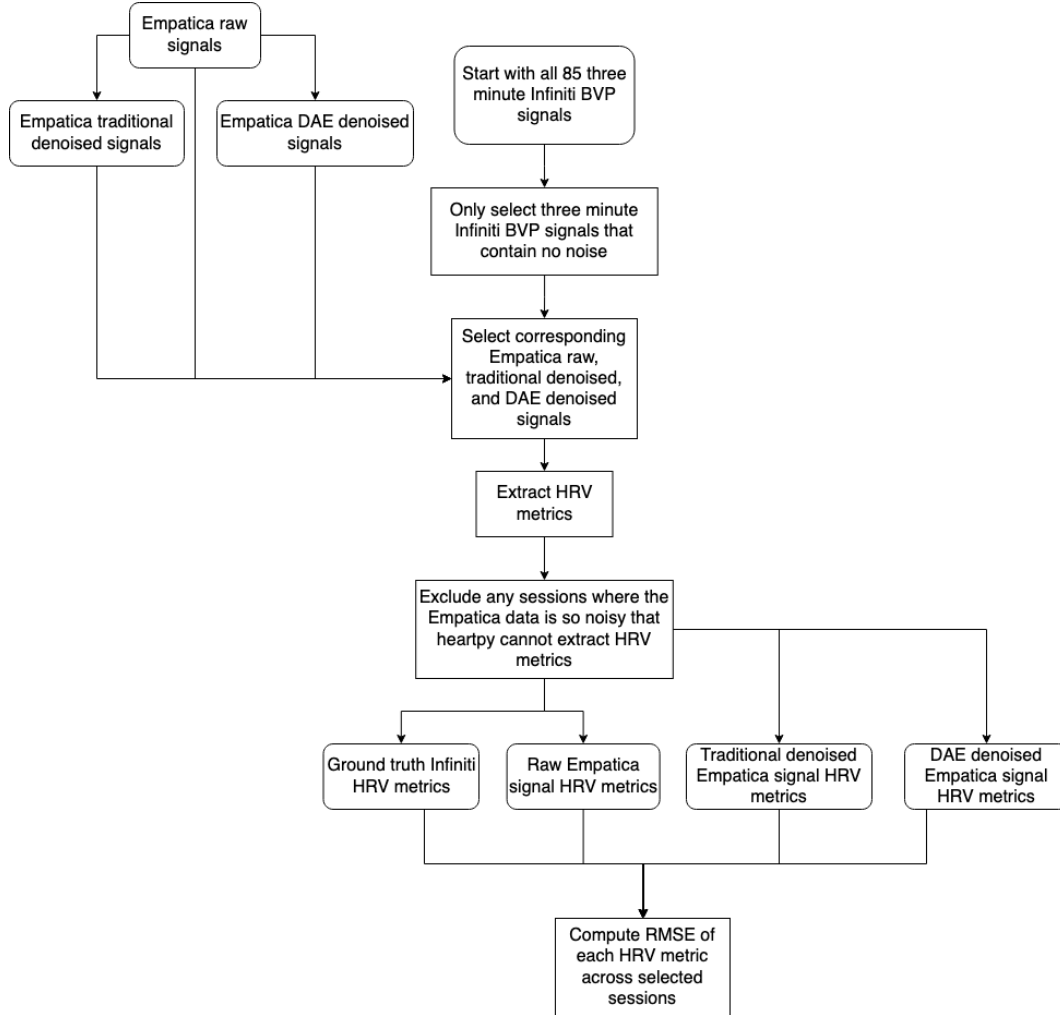 Empatica raw
signals
Start with all 85 three
minute Infiniti BVP
signals
Empatica traditional
denoised signals
Empatica DAE denoised
signals
Only select three minute
Infiniti BVP signals that
contain no noise
Select corresponding
Empatica raw,
traditional denoised,
and DAE denoised
signals
Extract HRV
metrics
Exclude any sessions where the
Empatica data is so noisy that
heartpy cannot extract HRV
metrics
Ground truth Infiniti
HRV metrics
Raw Empatica
signal HRV metrics
Traditional denoised
Empatica signal HRV
metrics
DAE denoised
Empatica signal
HRV metrics
Compute RMSE of
each HRV metric
across selected
sessions